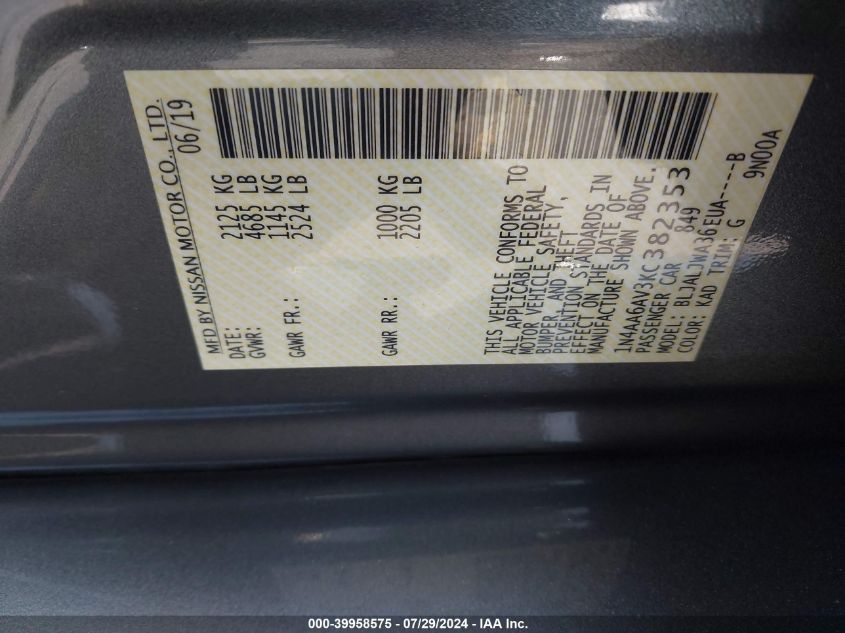 MFD BY NISSAN MOTOR CO., LTD.
DATE: 06/19
GVWR: 2125 KG
4685 LB
GAWR FR.: 1145 KG
2524 LB
GAWR RR.: 1000 KG
2205 LB
THIS VEHICLE CONFORMS TO
ALL APPLICABLE FEDERAL
MOTOR VEHICLE SAFETY,
BUMPER, AND THEFT
PREVENTION STANDARDS IN
EFFECT ON THE DATE OF
MANUFACTURE SHOWN ABOVE.
1N4AA6AV3KC382353
PASSENGER CAR 849
MODEL: BLJALJWA36EUA----B
COLOR: KAD TRIM: G 9N00A
000-39958575 - 07/29/2024 - IAA Inc.